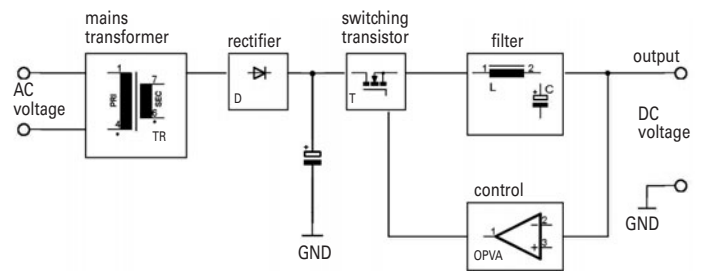 mains
transformer
rectifier
switching
transistor
filter
output
AC
voltage
1
7
PRI
SEC
4
6
TR
D
T
1
2
L
+
C
DC
voltage
+
GND
control
1
2
3
+
OPVA
GND